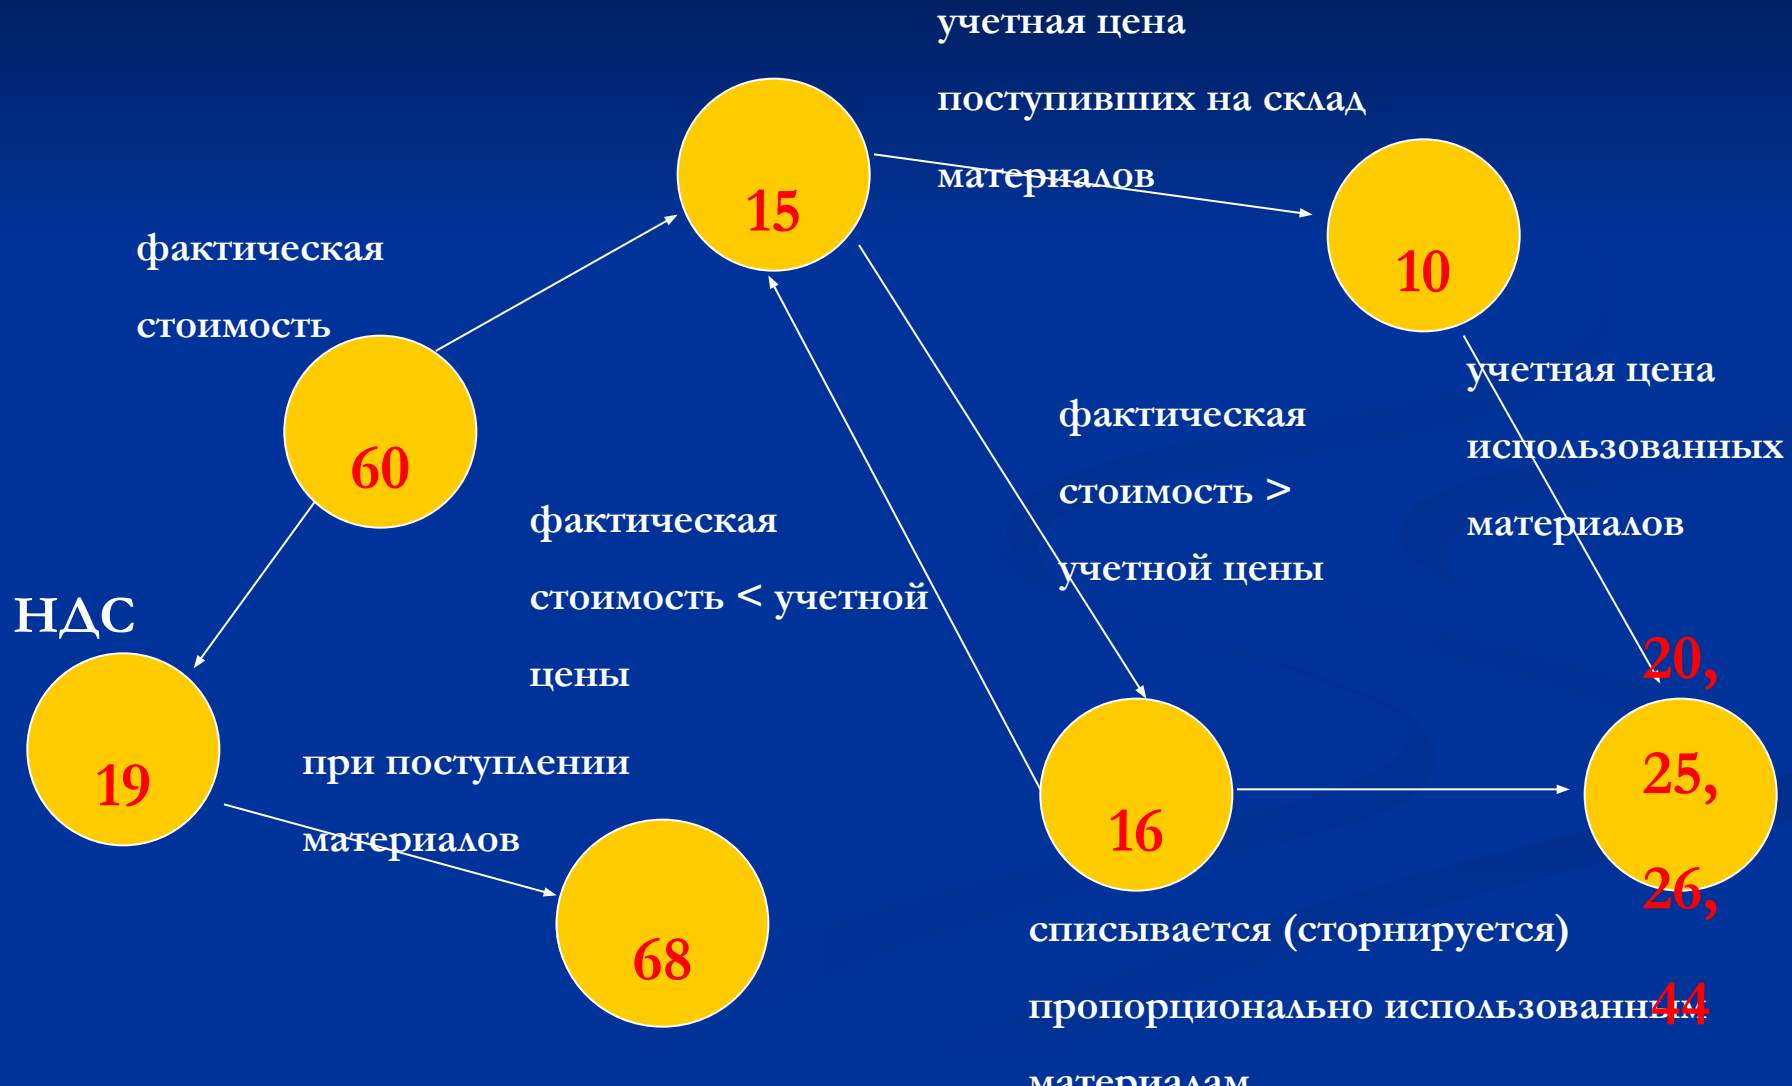 учетная цена
поступивших на склад
материалов
15
10
фактическая
стоимость
60
учетная цена
использованных
материалов
фактическая
стоимость >
учетной цены
фактическая
стоимость < учетной
цены
НДС
19
при поступлении
материалов
68
16
20,
25,
26,
44
списывается (сторнируется)
пропорционально использованным
материалам